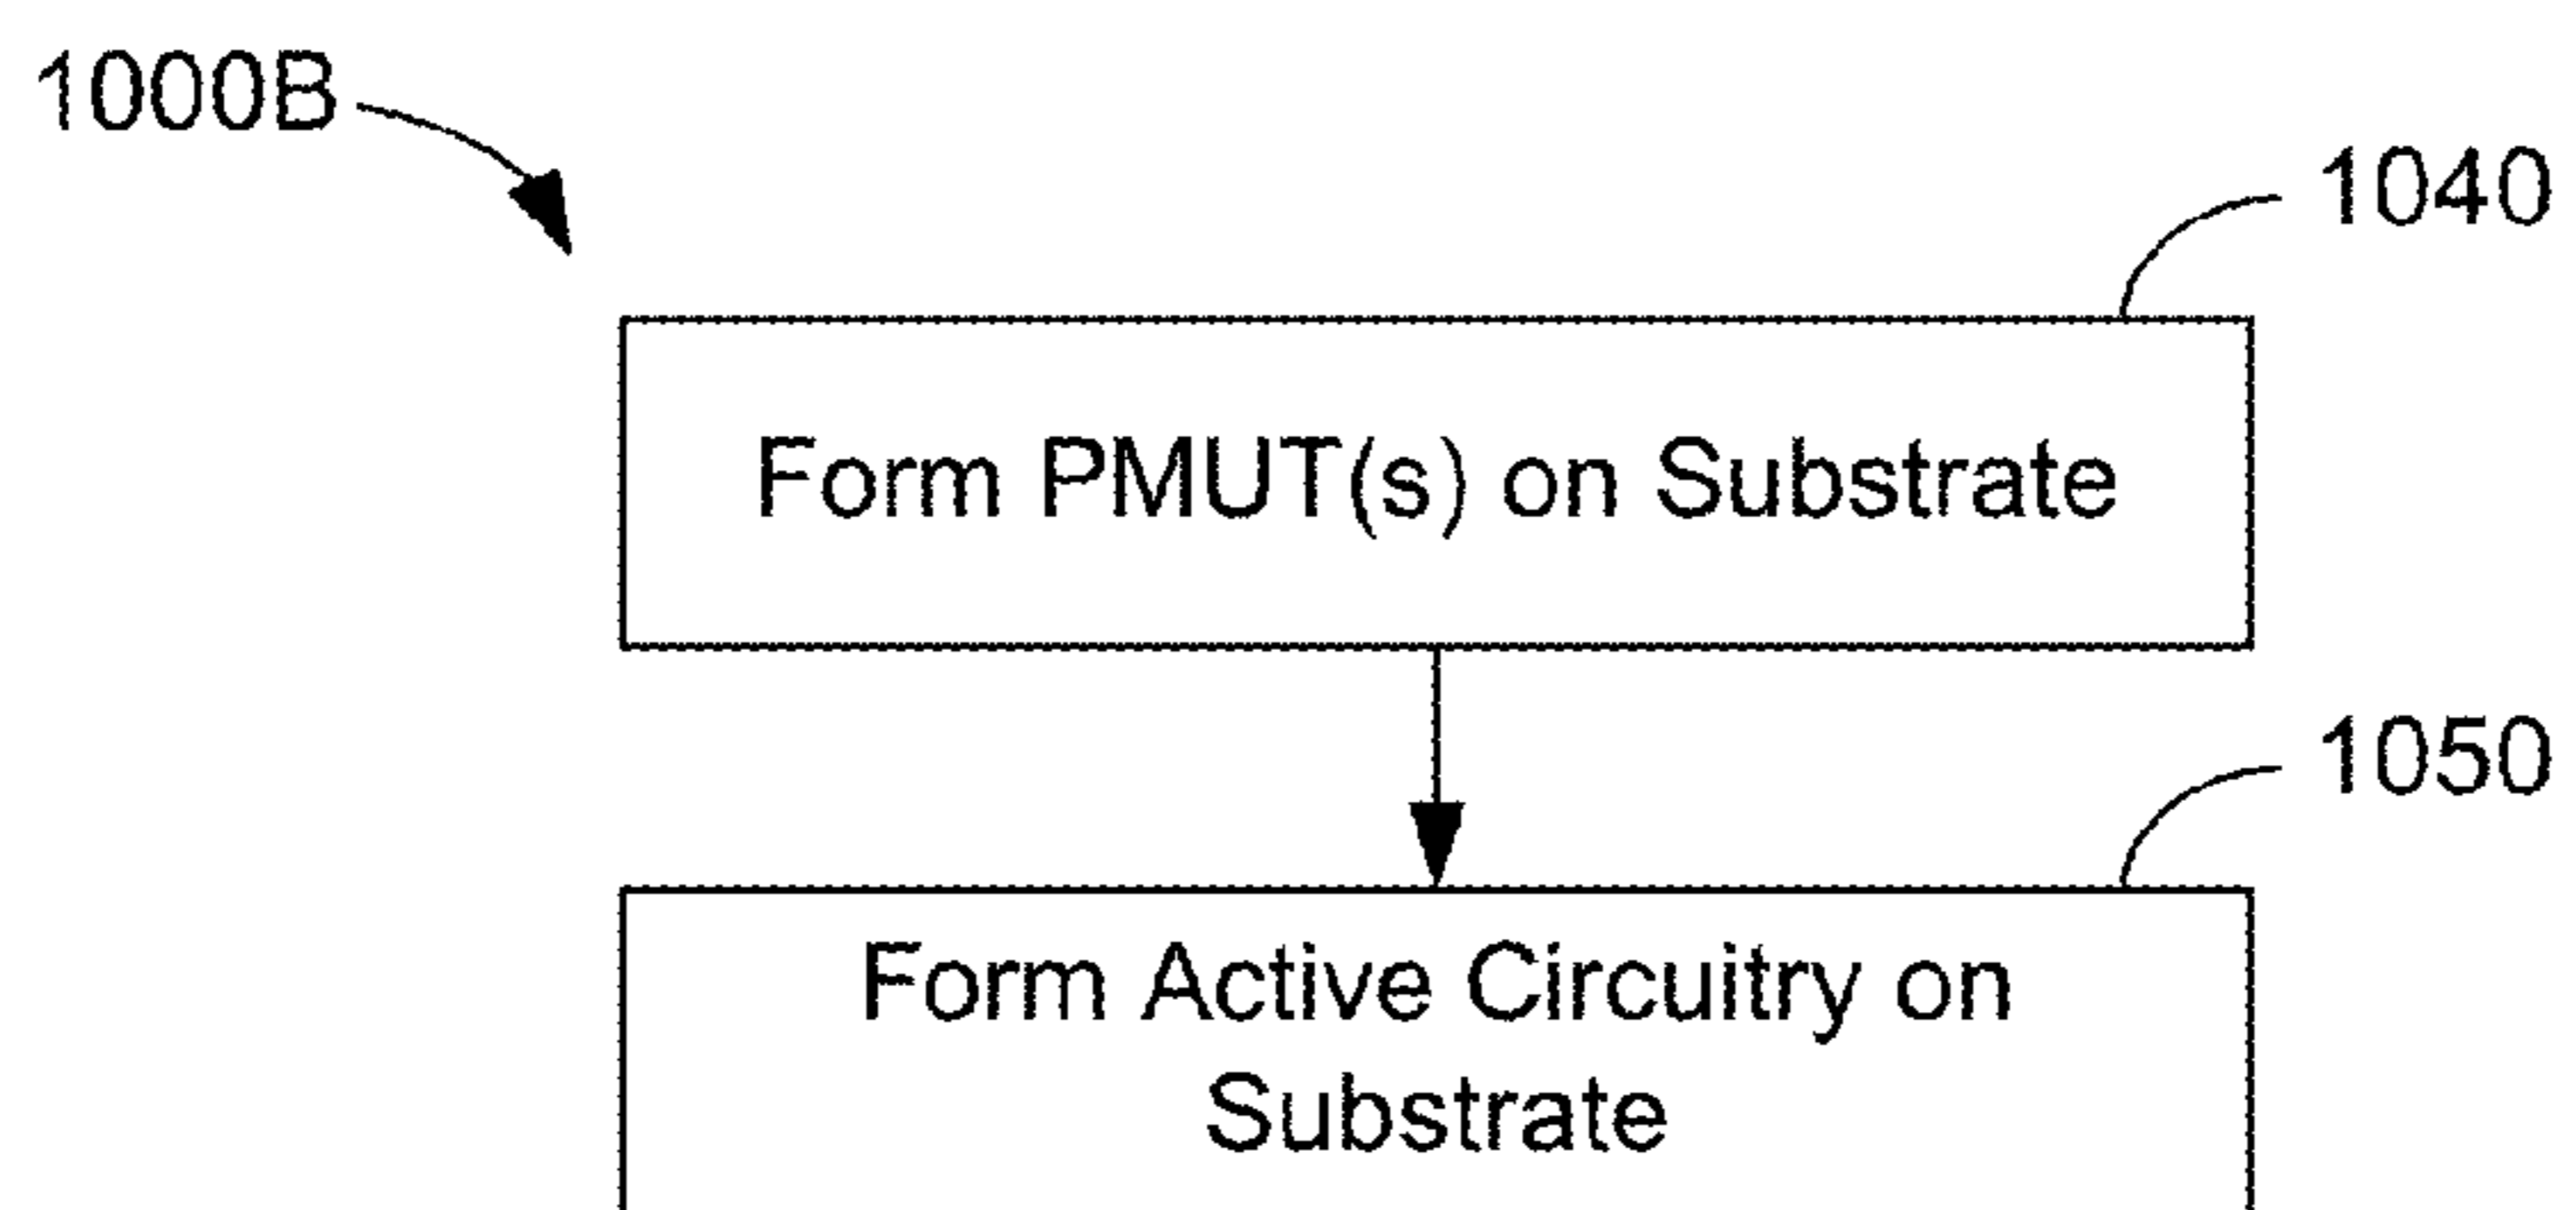 1000B
1040
Form PMUT(s) on Substrate
1050
Form Active Circuitry on
Substrate